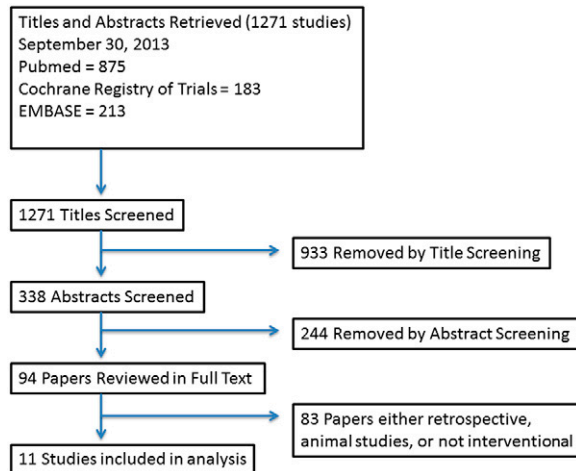 Titles and Abstracts Retrieved (1271 studies)
September 30, 2013
Pubmed = 875
Cochrane Registry of Trials = 183
EMBASE = 213
1271 Titles Screened
933 Removed by Title Screening
338 Abstracts Screened
244 Removed by Abstract Screening
94 Papers Reviewed in Full Text
83 Papers either retrospective,
animal studies, or not interventional
11 Studies included in analysis